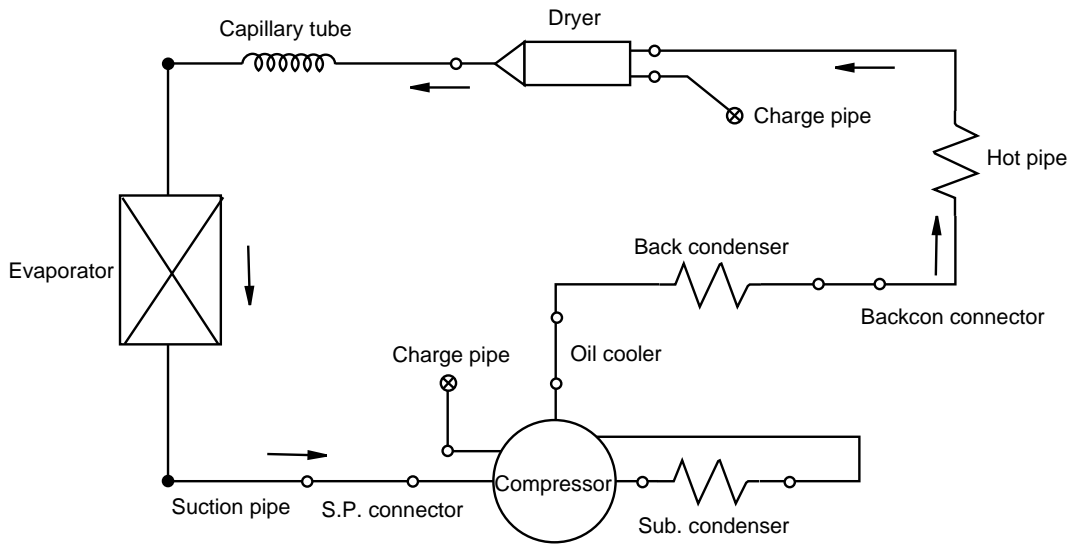 Dryer
Capillary tube
Charge pipe
Hot pipe
Back condenser
Evaporator
Backcon connector
Oil cooler
Charge pipe
Compressor
Suction pipe
S.P. connector
Sub. condenser